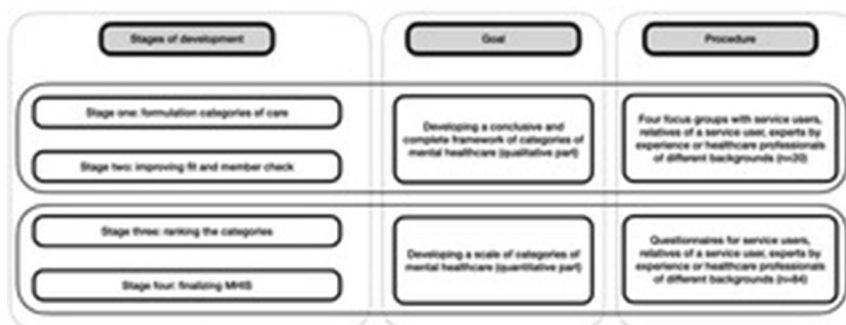 Stages of development
Goal
Procedure
Stage one: formulation categories of care
Stage two: improving fit and member check
Developing a conclusive and
complete framework of categories of
mental healthcare (qualitative part)
Four focus groups with service users,
relatives of a service user, experts by
experience or healthcare professionals
of different backgrounds (n=20)
Stage three: ranking the categories
Stage four: finalizing MHIS
Developing a scale of categories of
mental healthcare (quantitative part)
Questionnaires for service users,
relatives of a service user, experts by
experience or healthcare professionals
of different backgrounds (n=84)